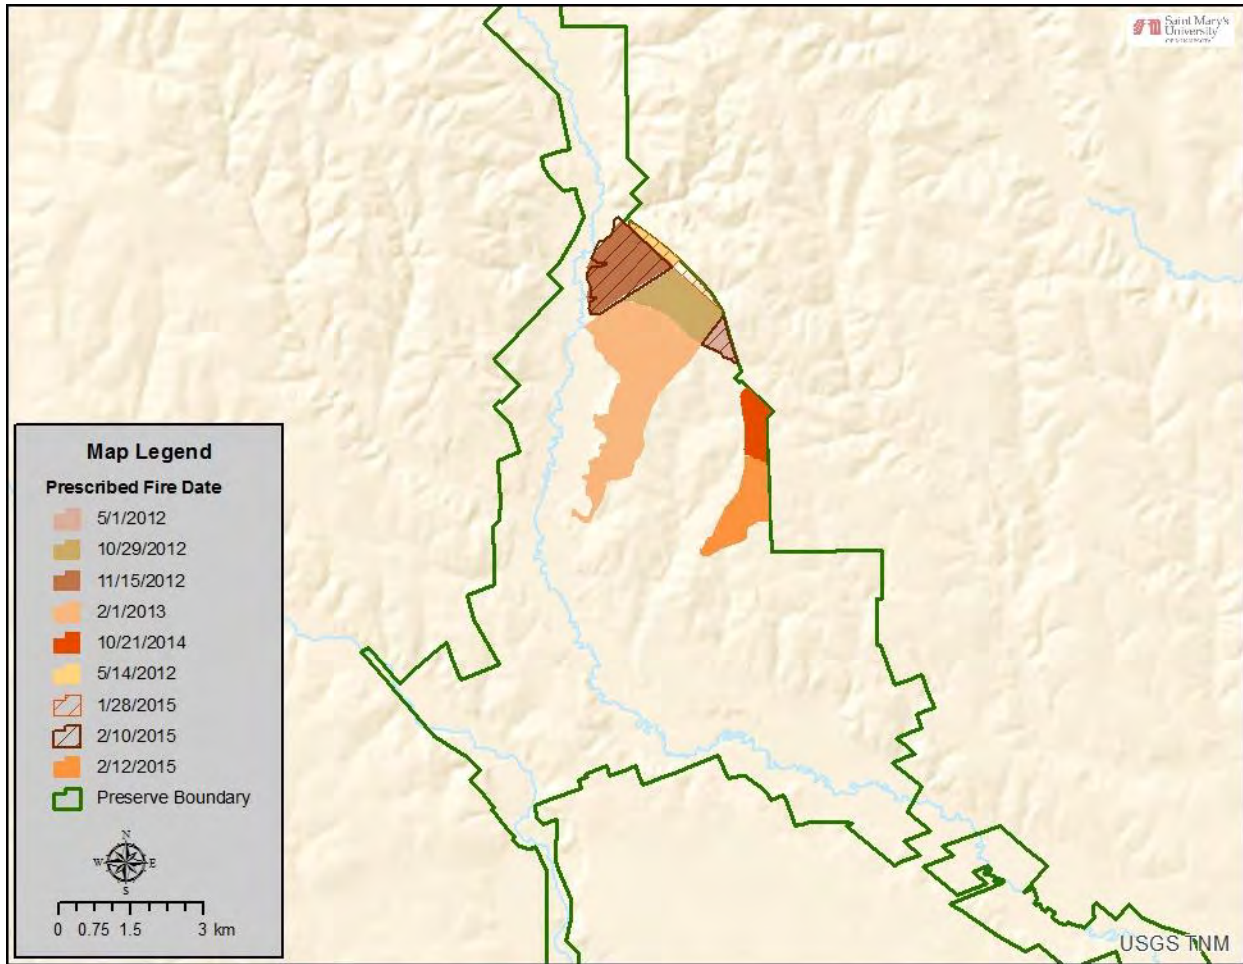 Saint Mary's
University
Map Legend
Prescribed Fire Date
5/1/2012
10/29/2012
11/15/2012
2/1/2013
10/21/2014
5/14/2012
1/28/2015
2/10/2015
2/12/2015
Preserve Boundary
N
W E
S
0 0.75 1.5 3 km
USGS TNM